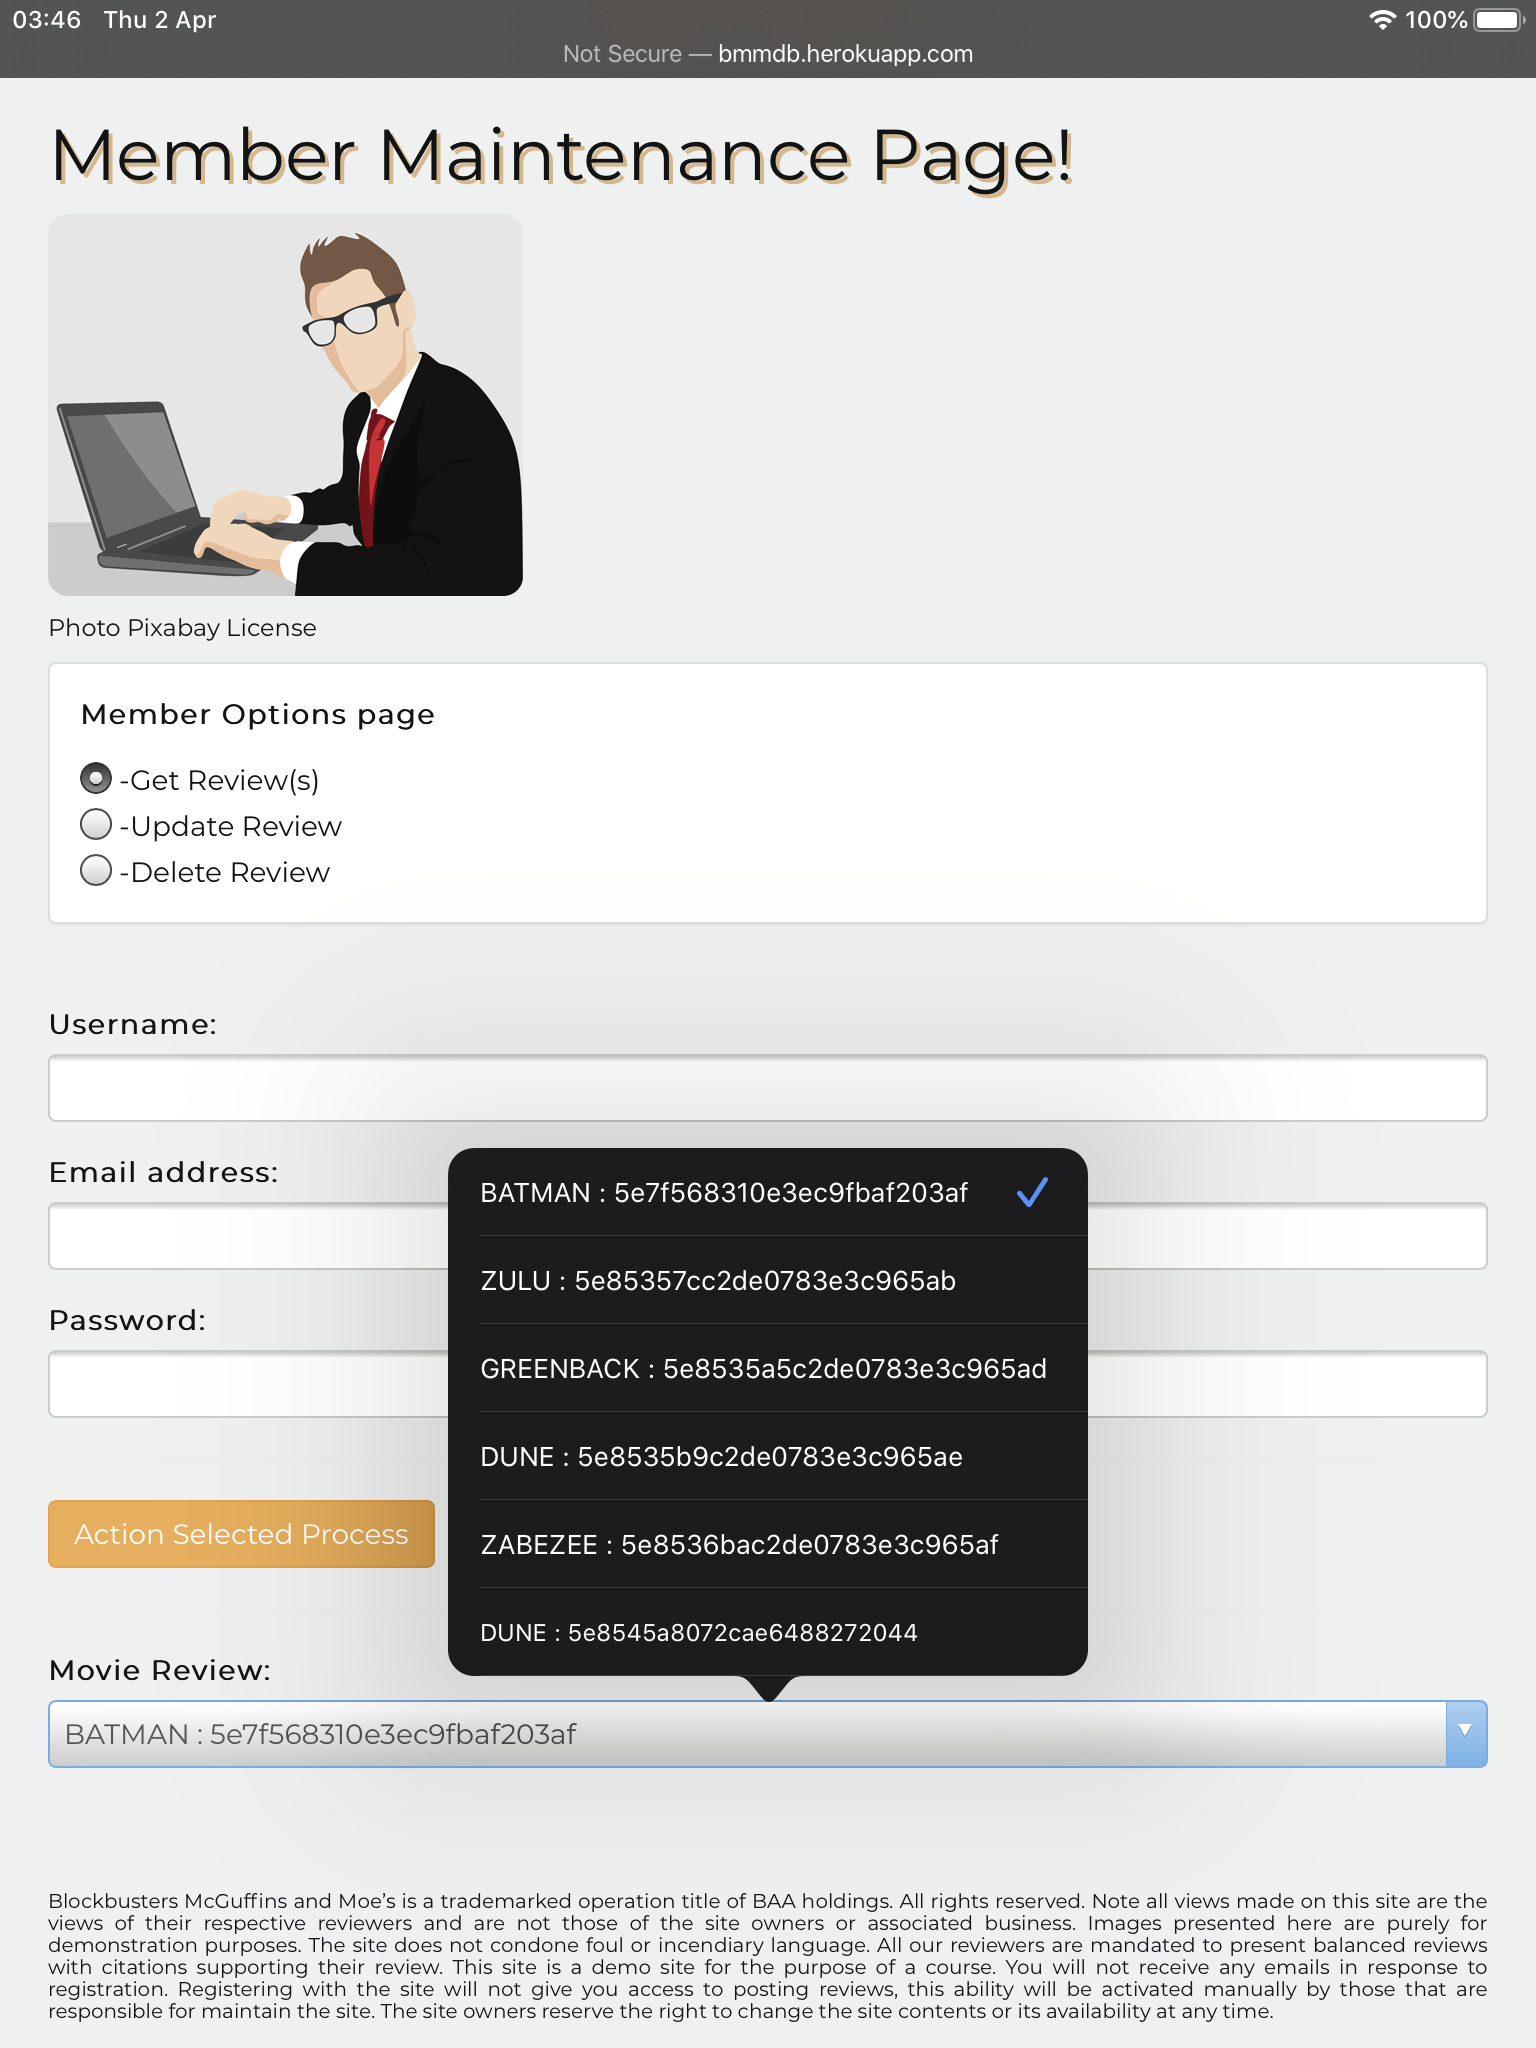 03:46 Thu 2 Apr 100%
Not Secure — bmmdb.herokuapp.com
Member Maintenance Page!
Photo Pixabay License
Member Options page
-Get Review(s)
-Update Review
-Delete Review
Username:
Email address:
Password:
BATMAN : 5e7f568310e3ec9fbaf203af
ZULU : 5e85357cc2de0783e3c965ab
GREENBACK : 5e8535a5c2de0783e3c965ad
DUNE : 5e8535b9c2de0783e3c965ae
ZABEZEE : 5e8536bac2de0783e3c965af
DUNE : 5e8545a8072cae6488272044
Action Selected Process
Movie Review:
BATMAN : 5e7f568310e3ec9fbaf203af
Blockbusters McGuffins and Moe’s is a trademarked operation title of BAA holdings. All rights reserved. Note all views made on this site are the
views of their respective reviewers and are not those of the site owners or associated business. Images presented here are purely for
demonstration purposes. The site does not condone foul or incendiary language. All our reviewers are mandated to present balanced reviews
with citations supporting their review. This site is a demo site for the purpose of a course. You will not receive any emails in response to
registration. Registering with the site will not give you access to posting reviews, this ability will be activated manually by those that are
responsible for maintain the site. The site owners reserve the right to change the site contents or its availability at any time.